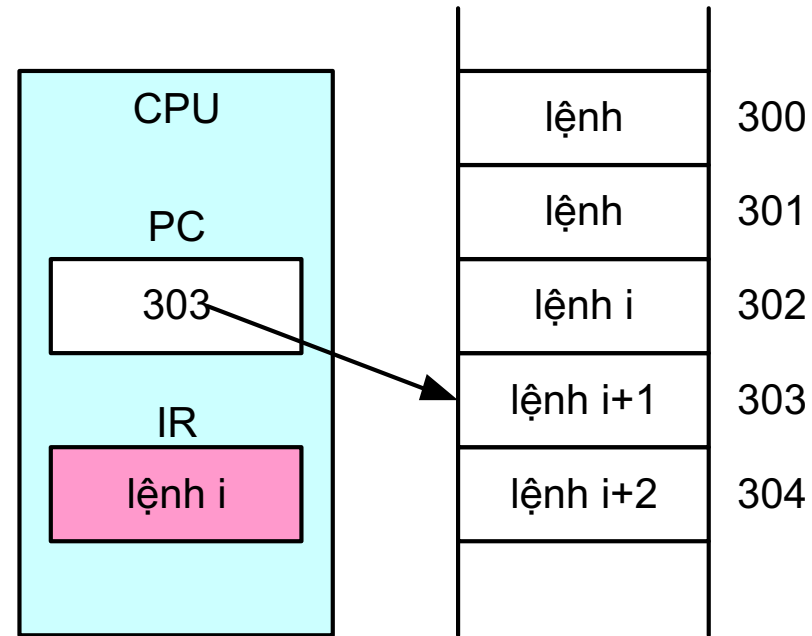 CPU
PC
303
IR
lệnh i
lệnh 300
lệnh 301
lệnh i 302
lệnh i+1 303
lệnh i+2 304